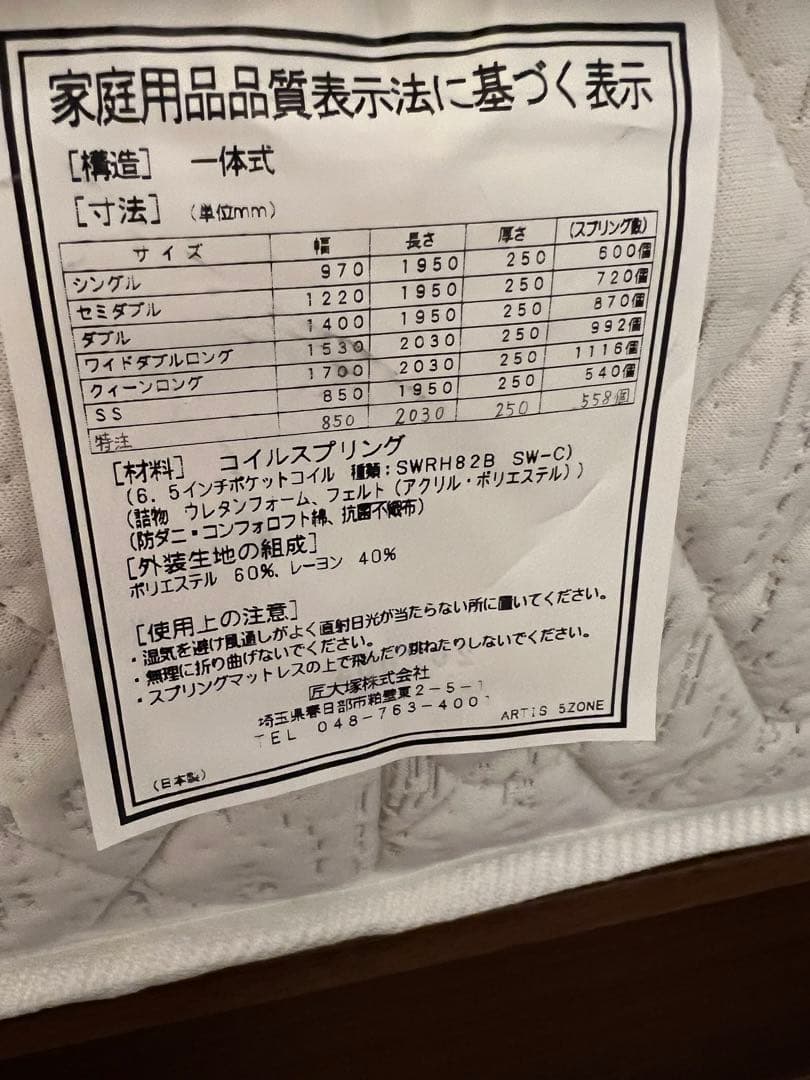 家庭用品品質表示法に基づく表示
[構造] 一体式
[寸法] (単位mm)
サイズ 幅 長さ 厚さ (スプリング数)
シングル 970 1950 250 600個
セミダブル 1220 1950 250 720個
ダブル 1400 1950 250 870個
ワイドダブルロング 1530 2030 250 992個
クィーンロング 1700 2030 250 1116個
SS 850 1950 250 540個
特注 850 2030 250 558個
[材料] コイルスプリング
(6.5インチポケットコイル 種類:SWRH82B SW-C)
(詰物 ウレタンフォーム、フェルト(アクリル・ポリエステル))
(防ダニ・コンフォロフト綿、抗菌不織布)
[外装生地の組成]
ポリエステル 60%、レーヨン 40%
[使用上の注意]
・湿気を避け風通しがよく直射日光が当たらない所に置いてください。
・無理に折り曲げないでください。
・スプリングマットレスの上で飛んだり跳ねたりしないでください。
匠大塚株式会社
埼玉県春日部市粕壁東2-5-1
TEL 048-763-4001
ARTIS 5ZONE
(日本製)